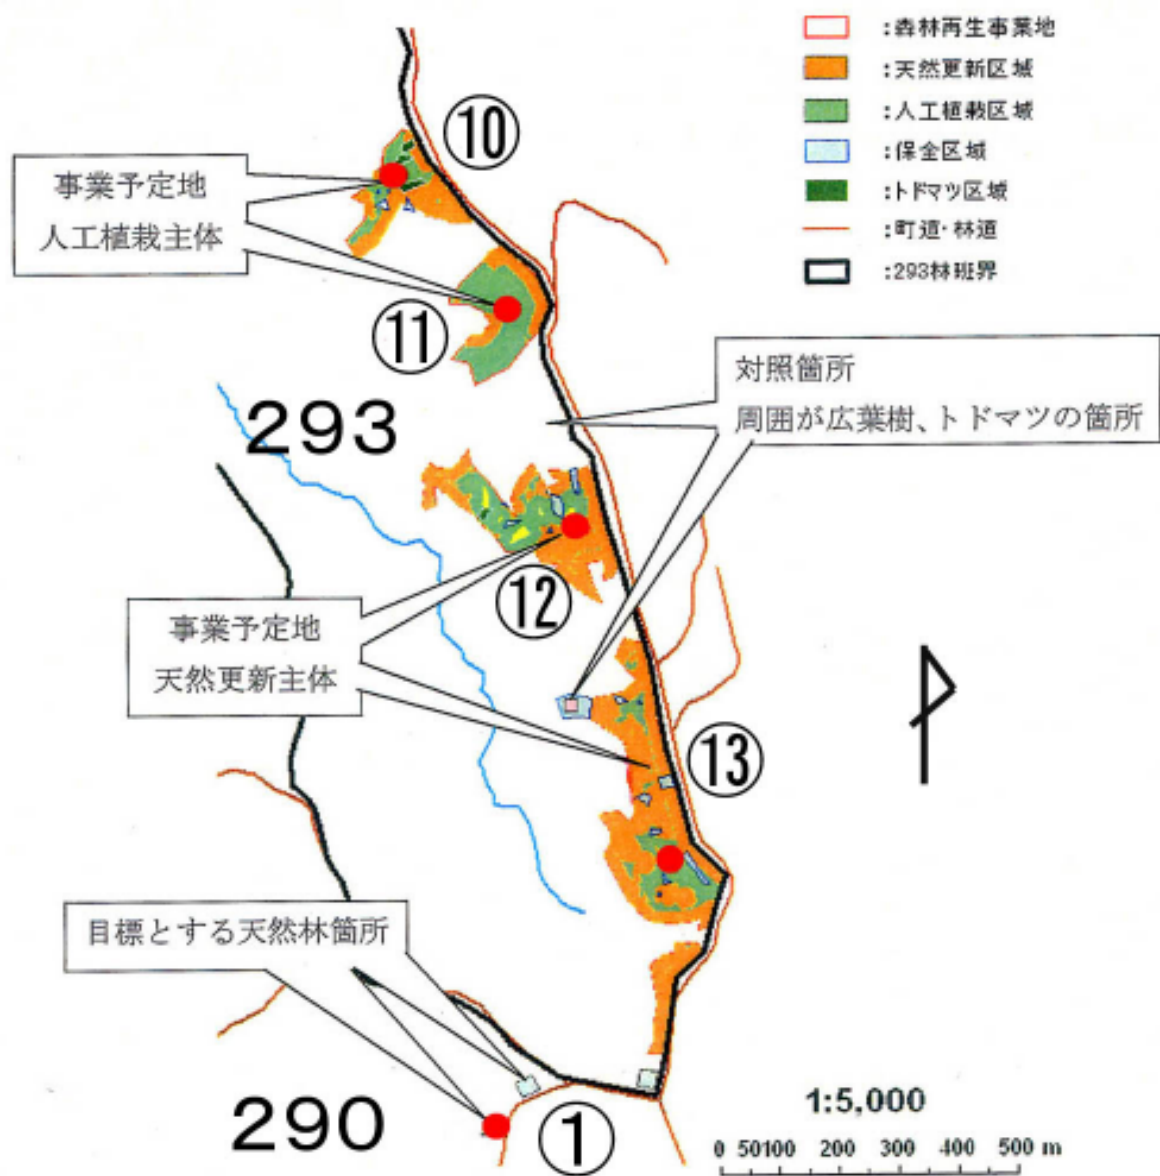 :森林再生事業地
:天然更新区域
:人工植栽区域
:保全区域
:トドマツ区域
:町道・林道
:293林班界
⑩
事業予定地
人工植栽主体
⑪
対照箇所
周囲が広葉樹、トドマツの箇所
293
⑫
事業予定地
天然更新主体
⑬
目標とする天然林箇所
290
①
1:5,000
0 50100 200 300 400 500 m